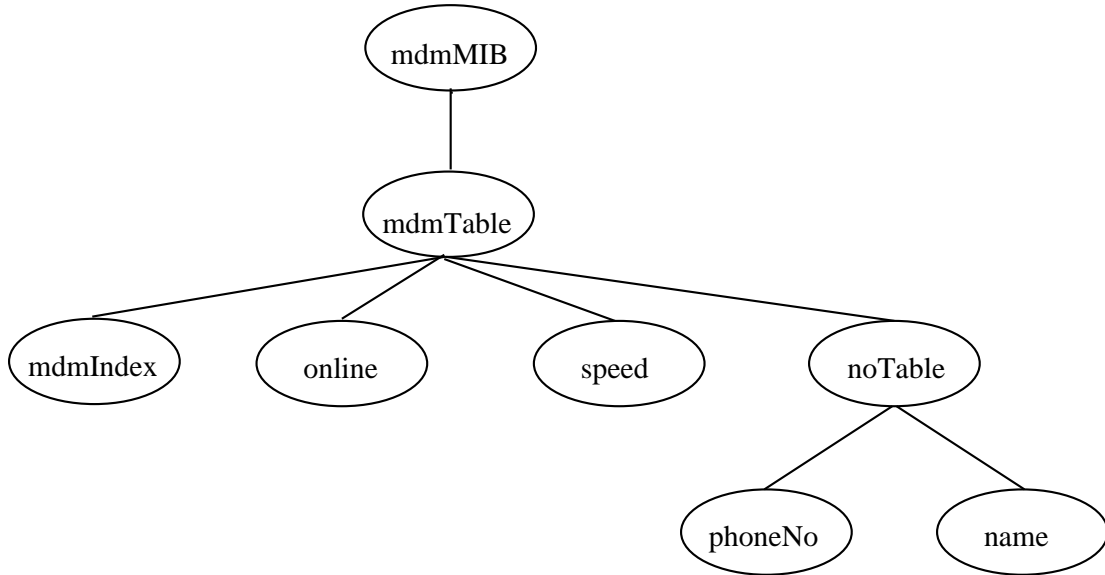 mdmMIB
mdmTable
mdmIndex
online
speed
noTable
phoneNo
name